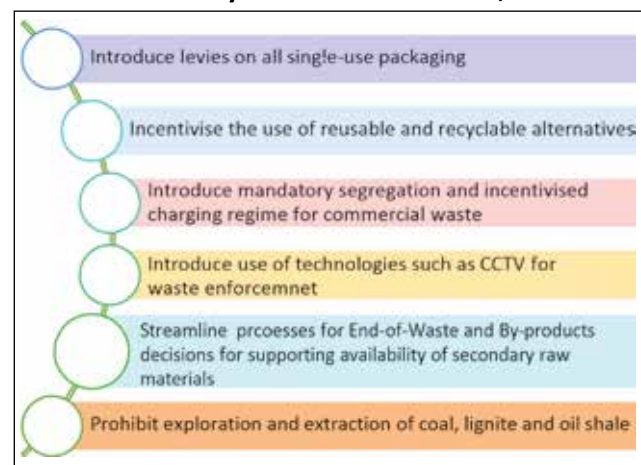 Introduce levies on all single-use packaging
Incentivise the use of reusable and recyclable alternatives
Introduce mandatory segregation and incentivised
charging regime for commercial waste
Introduce use of technologies such as CCTV for
waste enforcemnet
Streamline prcoesses for End-of-Waste and By-products
decisions for supporting availability of secondary raw
materials
Prohibit exploration and extraction of coal, lignite and oil shale